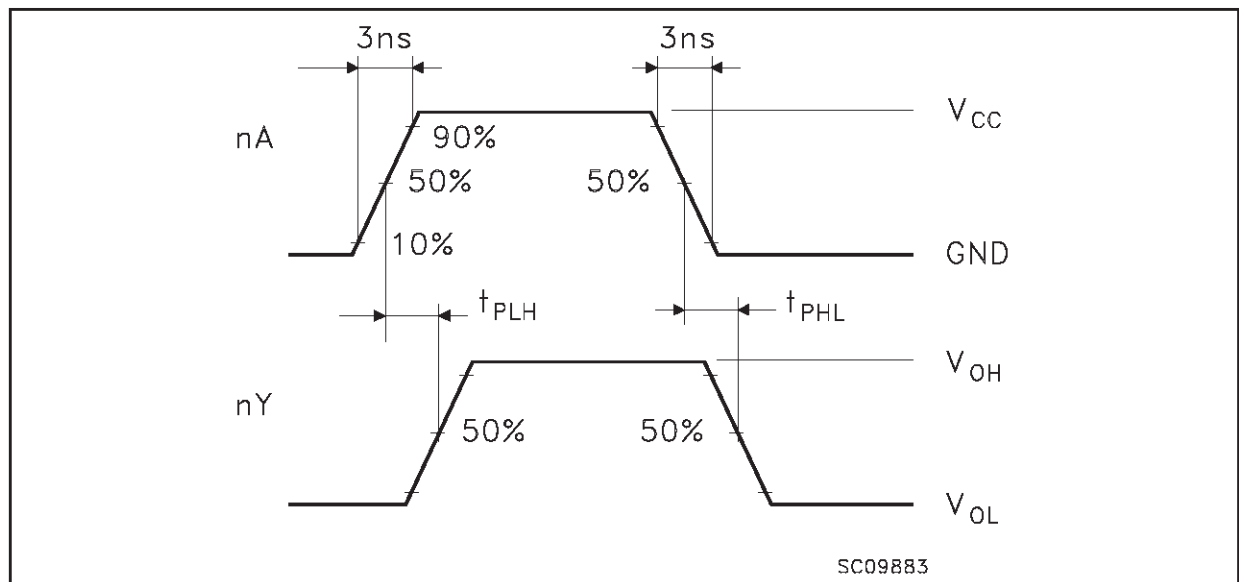 3ns 3ns
nA
90%
50%
10%
50%
V_CC
GND
t_PLH
t_PHL
nY
50%
50%
V_OH
V_OL
SC09883